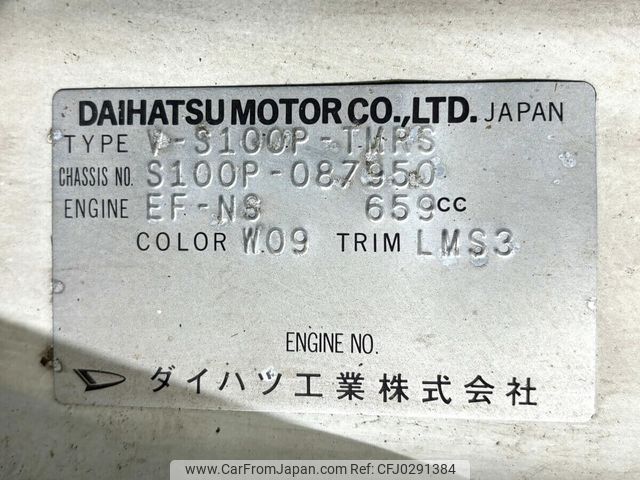 DAIHATSU MOTOR CO.,LTD. JAPAN
TYPE V-S100P-TMRS
CHASSIS NO. S100P-087950
ENGINE EF-NS 659cc
COLOR W09 TRIM LMS3
ENGINE NO.
ダイハツ工業株式会社
www.CarFromJapan.com REF-CFJ0291384